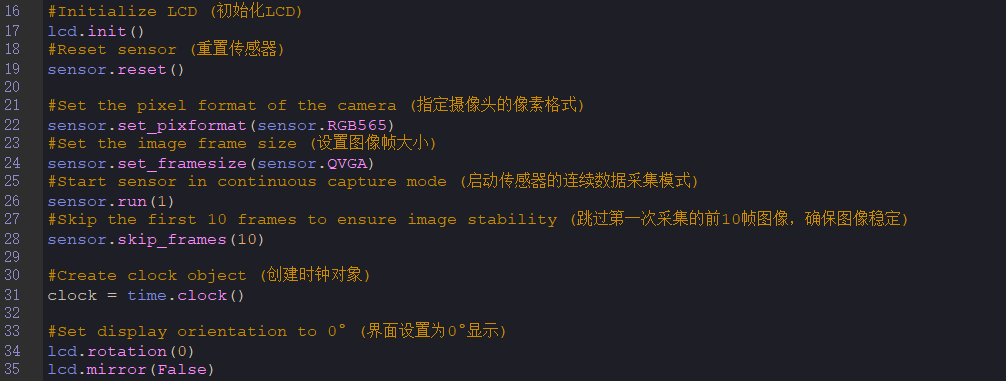 16 #Initialize LCD (初始化LCD)
17 lcd.init()
18 #Reset sensor (重置传感器)
19 sensor.reset()
20
21 #Set the pixel format of the camera (指定摄像头的像素格式)
22 sensor.set_pixformat(sensor.RGB565)
23 #Set the image frame size (设置图像帧大小)
24 sensor.set_framesize(sensor.QVGA)
25 #Start sensor in continuous capture mode (启动传感器的连续数据采集模式)
26 sensor.run(1)
27 #Skip the first 10 frames to ensure image stability (跳过第一次采集的前10帧图像，确保图像稳定)
28 sensor.skip_frames(10)
29
30 #Create clock object (创建时钟对象)
31 clock = time.clock()
32
33 #Set display orientation to 0° (界面设置为0°显示)
34 lcd.rotation(0)
35 lcd.mirror(False)